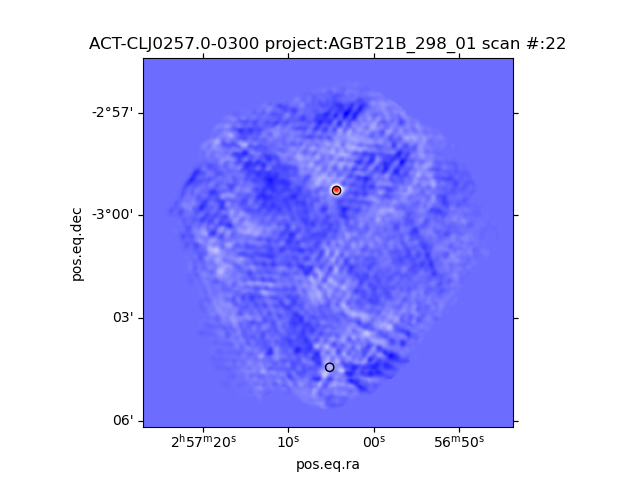 ACT-CLJ0257.0-0300 project:AGBT21B_298_01 scan #:22
-2°57'
-3°00'
03'
06'
pos.eq.dec
2ʰ57ᵐ20ˢ 10ˢ 00ˢ 56ᵐ50ˢ
pos.eq.ra